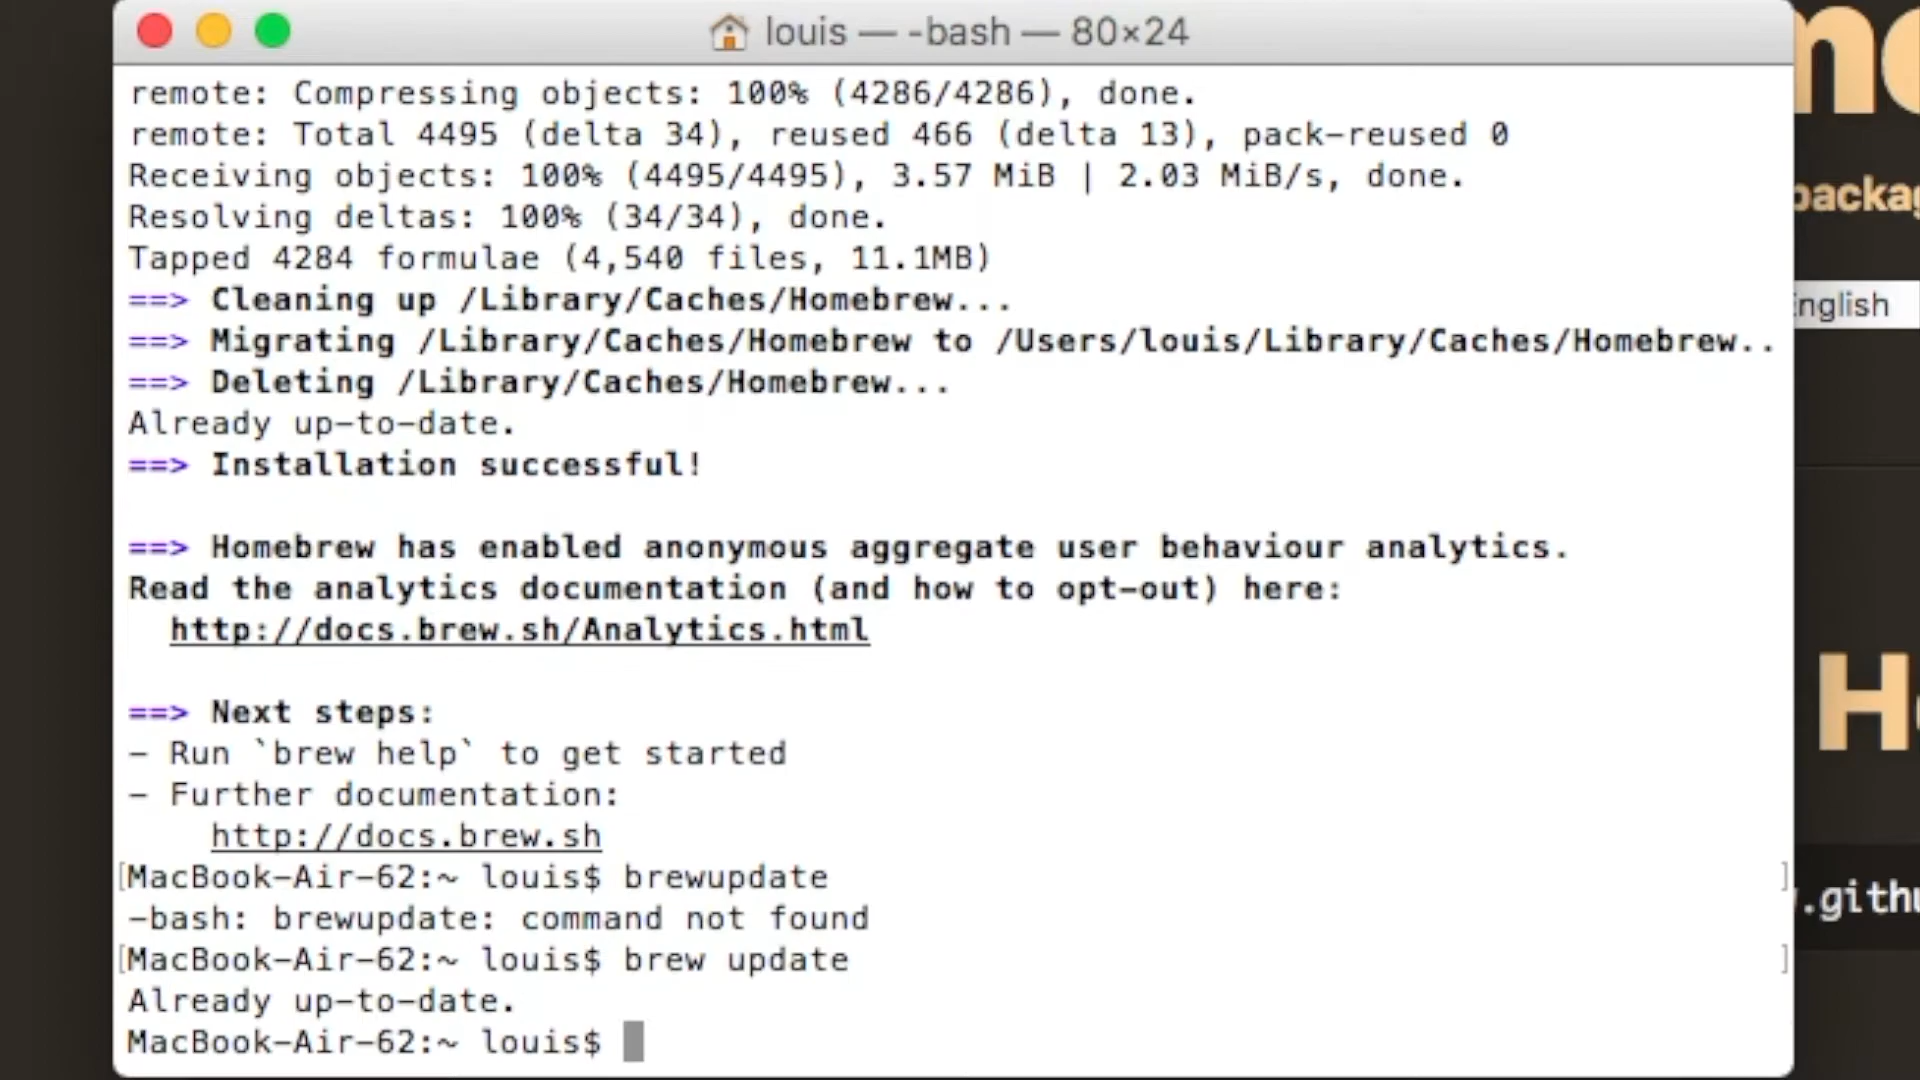 louis — -bash — 80×24
remote: Compressing objects: 100% (4286/4286), done.
remote: Total 4495 (delta 34), reused 466 (delta 13), pack-reused 0
Receiving objects: 100% (4495/4495), 3.57 MiB | 2.03 MiB/s, done.
Resolving deltas: 100% (34/34), done.
Tapped 4284 formulae (4,540 files, 11.1MB)
==> Cleaning up /Library/Caches/Homebrew...
==> Migrating /Library/Caches/Homebrew to /Users/louis/Library/Caches/Homebrew..
==> Deleting /Library/Caches/Homebrew...
Already up-to-date.
==> Installation successful!
==> Homebrew has enabled anonymous aggregate user behaviour analytics.
Read the analytics documentation (and how to opt-out) here:
http://docs.brew.sh/Analytics.html
==> Next steps:
- Run `brew help` to get started
- Further documentation:
http://docs.brew.sh
[MacBook-Air-62:~ louis$ brewupdate ]
-bash: brewupdate: command not found
[MacBook-Air-62:~ louis$ brew update ]
Already up-to-date.
MacBook-Air-62:~ louis$